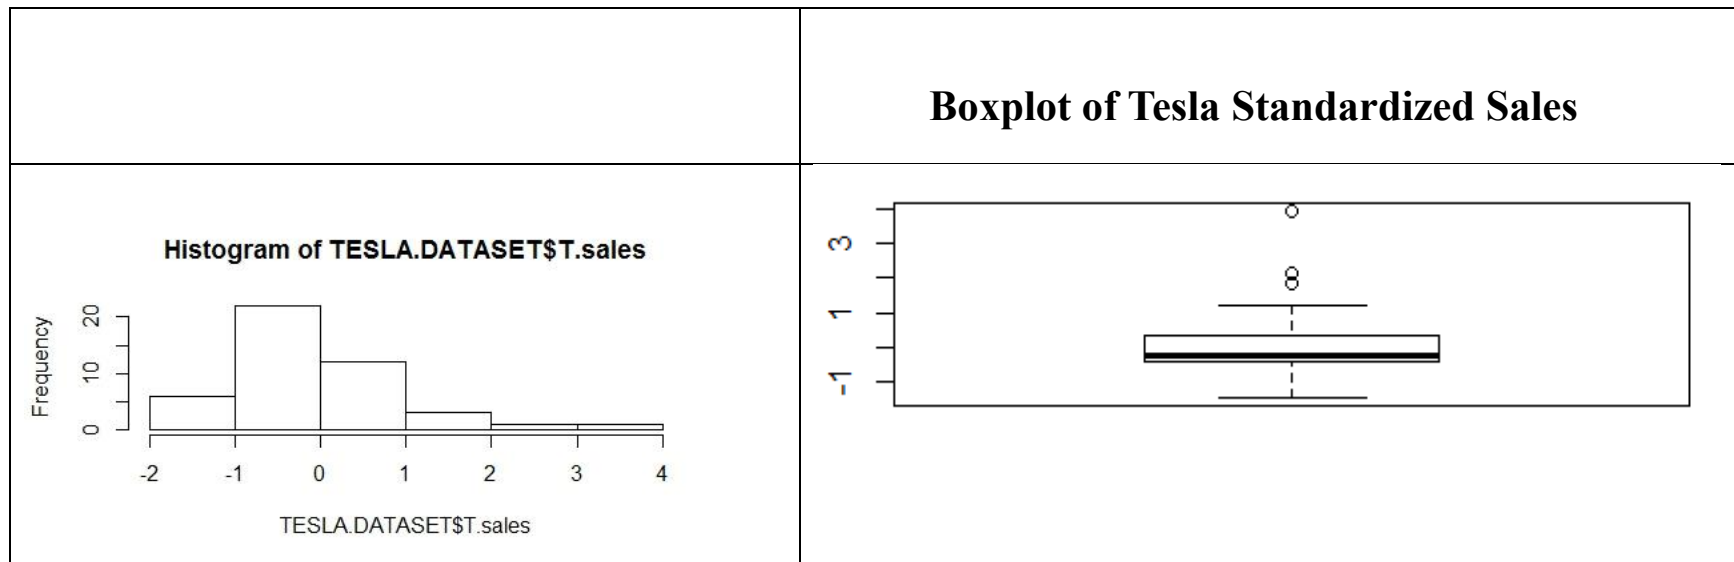 Boxplot of Tesla Standardized Sales
Histogram of TESLA.DATASET$T.sales
Frequency
20
10
0
-2 -1 0 1 2 3 4
TESLA.DATASET$T.sales
3
1
-1